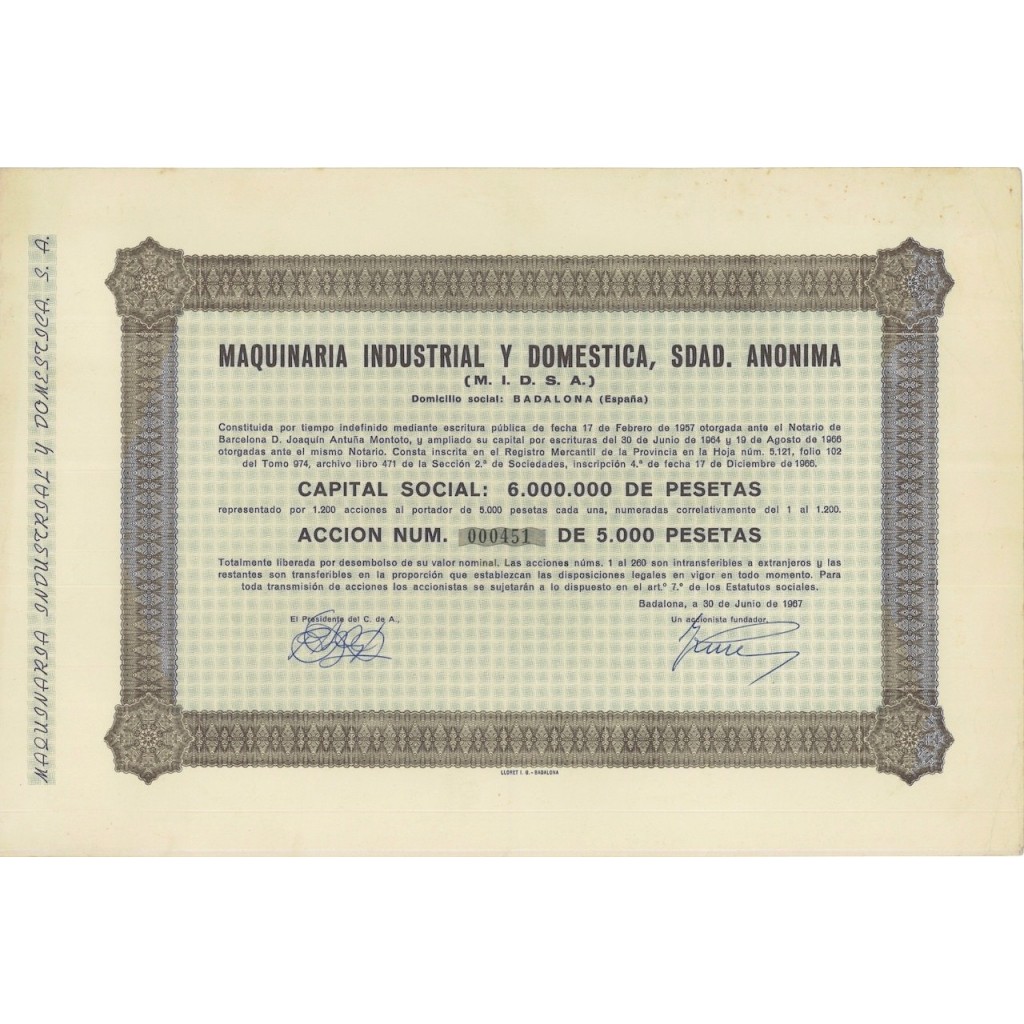 MAQUINARIA INDUSTRIAL Y DOMESTICA, S. A.
MAQUINARIA INDUSTRIAL Y DOMESTICA, SDAD. ANONIMA
(M. I. D. S. A.)
Domicilio social: BADALONA (España)
Constituida por tiempo indefinido mediante escritura pública de fecha 17 de Febrero de 1957 otorgada ante el Notario de
Barcelona D. Joaquín Antuña Montoto, y ampliado su capital por escrituras del 30 de Junio de 1964 y 19 de Agosto de 1966
otorgadas ante el mismo Notario. Consta inscrita en el Registro Mercantil de la Provincia en la Hoja núm. 5.121, folio 102
del Tomo 974, archivo libro 471 de la Sección 2.ª de Sociedades, inscripción 4.ª de fecha 17 de Diciembre de 1966.
CAPITAL SOCIAL: 6.000.000 DE PESETAS
representado por 1.200 acciones al portador de 5.000 pesetas cada una, numeradas correlativamente del 1 al 1.200.
ACCION NUM. 000451 DE 5.000 PESETAS
Totalmente liberada por desembolso de su valor nominal. Las acciones núms. 1 al 260 son intransferibles a extranjeros y las
restantes son transferibles en la proporción que establezcan las disposiciones legales en vigor en todo momento. Para
toda transmisión de acciones los accionistas se sujetarán a lo dispuesto en el art.º 7.º de los Estatutos sociales.
Badalona, a 30 de Junio de 1967
El Presidente del C. de A., Un accionista fundador,
LLORET I. G. - BADALONA